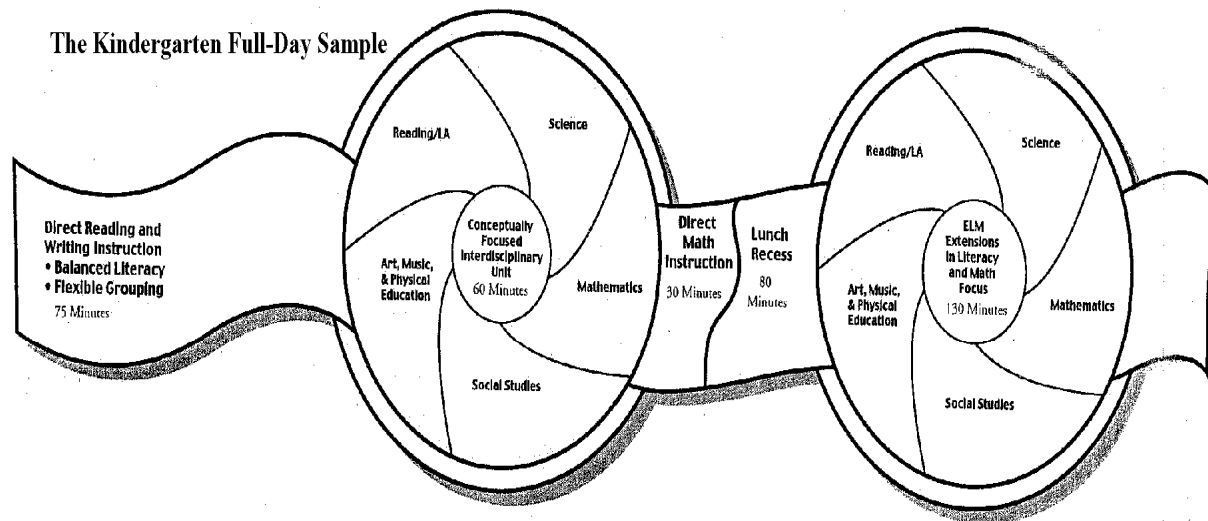 The Kindergarten Full-Day Sample
Direct Reading and
Writing Instruction
• Balanced Literacy
• Flexible Grouping
75 Minutes
Reading/LA
Science
Conceptually
Focused
Interdisciplinary
Unit
60 Minutes
Art, Music,
& Physical
Education
Mathematics
Social Studies
Direct
Math
Instruction
30 Minutes
Lunch
Recess
80
Minutes
Reading/LA
Science
ELM
Extensions
in Literacy
and Math
Focus
130 Minutes
Art, Music,
& Physical
Education
Mathematics
Social Studies